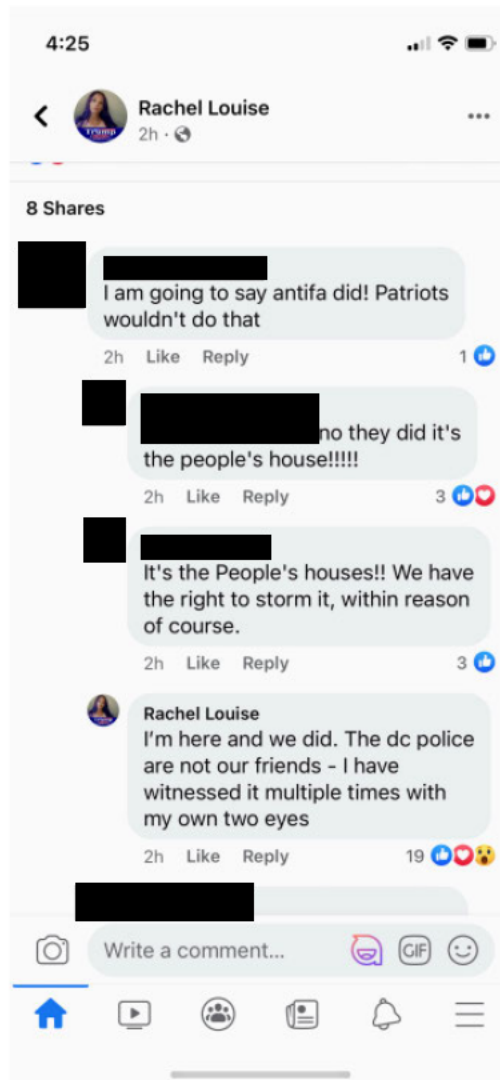 4:25
Rachel Louise
2h ·
Trump
8 Shares
I am going to say antifa did! Patriots
wouldn't do that
2h Like Reply 1
no they did it's
the people's house!!!!!
2h Like Reply 3
It's the People's houses!! We have
the right to storm it, within reason
of course.
2h Like Reply 3
Rachel Louise
I'm here and we did. The dc police
are not our friends - I have
witnessed it multiple times with
my own two eyes
2h Like Reply 19
Write a comment... GIF